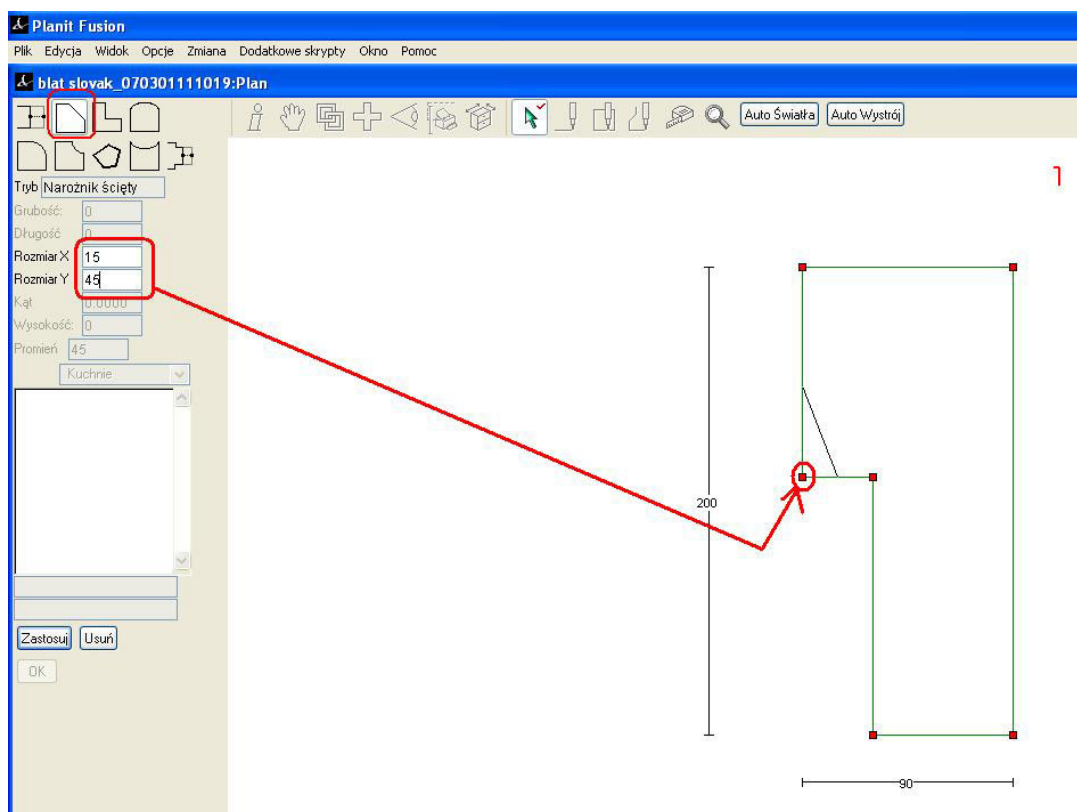 Planit Fusion
Plik Edycja Widok Opcje Zmiana Dodatkowe skrypty Okno Pomoc
blat slovak_070301111019:Plan
Auto Światła Auto Wystrój
1
Tryb Narożnik ścięty
Grubość: 0
Długość 0
Rozmiar X 15
Rozmiar Y 45
Kąt 0.0000
Wysokość: 0
Promień 45
Kuchnie
200
Zastosuj Usuń
OK
90